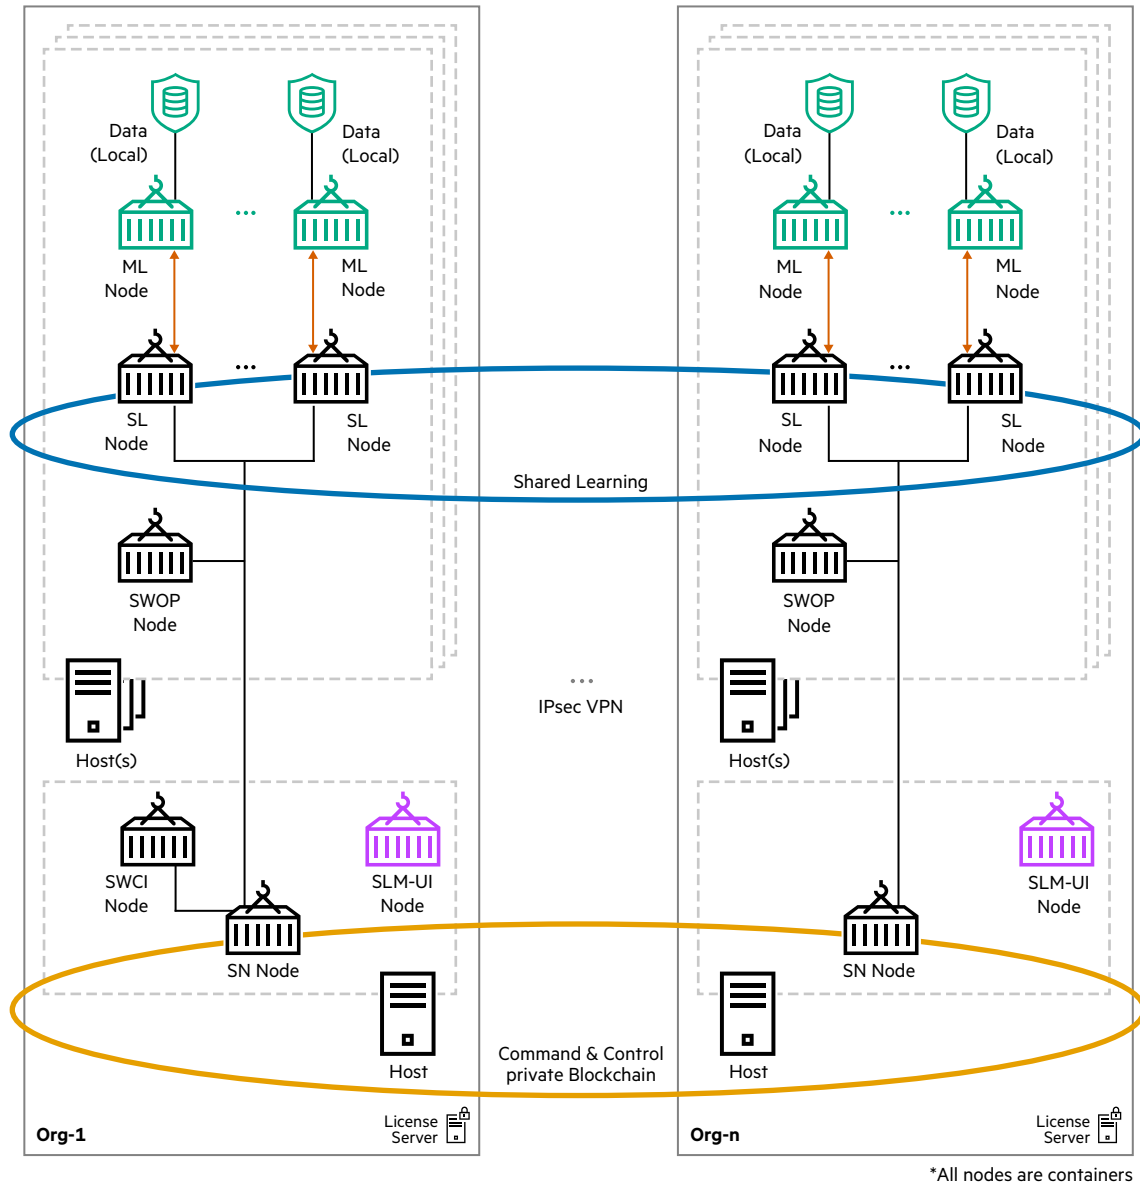 Data
(Local)
Data
(Local)
Data
(Local)
Data
(Local)
...
...
ML
Node
ML
Node
ML
Node
ML
Node
...
...
SL
Node
SL
Node
SL
Node
SL
Node
Shared Learning
SWOP
Node
SWOP
Node
...
IPsec VPN
Host(s)
Host(s)
SWCI
Node
SLM-UI
Node
SLM-UI
Node
SN Node
SN Node
Host
Command & Control
private Blockchain
Host
Org-1
License
Server
Org-n
License
Server
*All nodes are containers